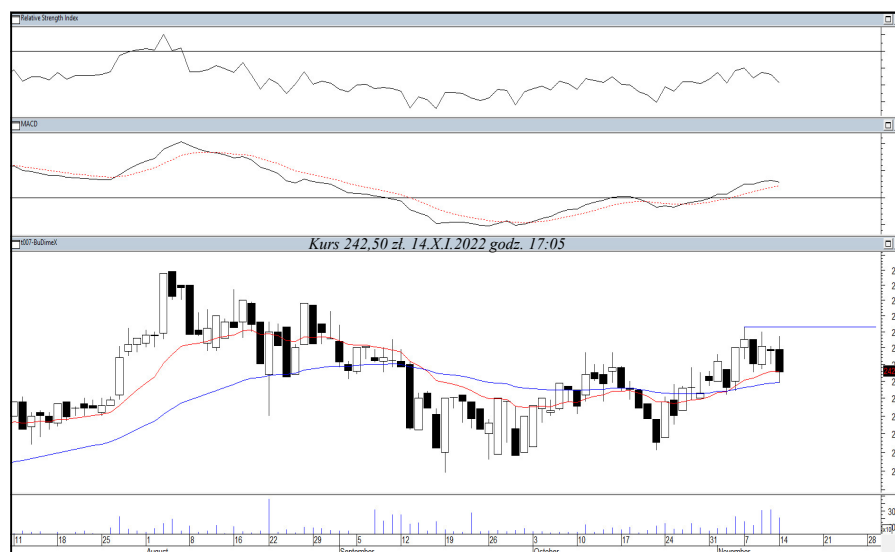 Relative Strength Index
MACD
t007-BuDimeX
Kurs 242,50 zł. 14.X.I.2022 godz. 17:05
30
11 18 25 1 8 16 22 29 5 12 19 26 3 10 17 24 31 7 14 21 28
August September October November